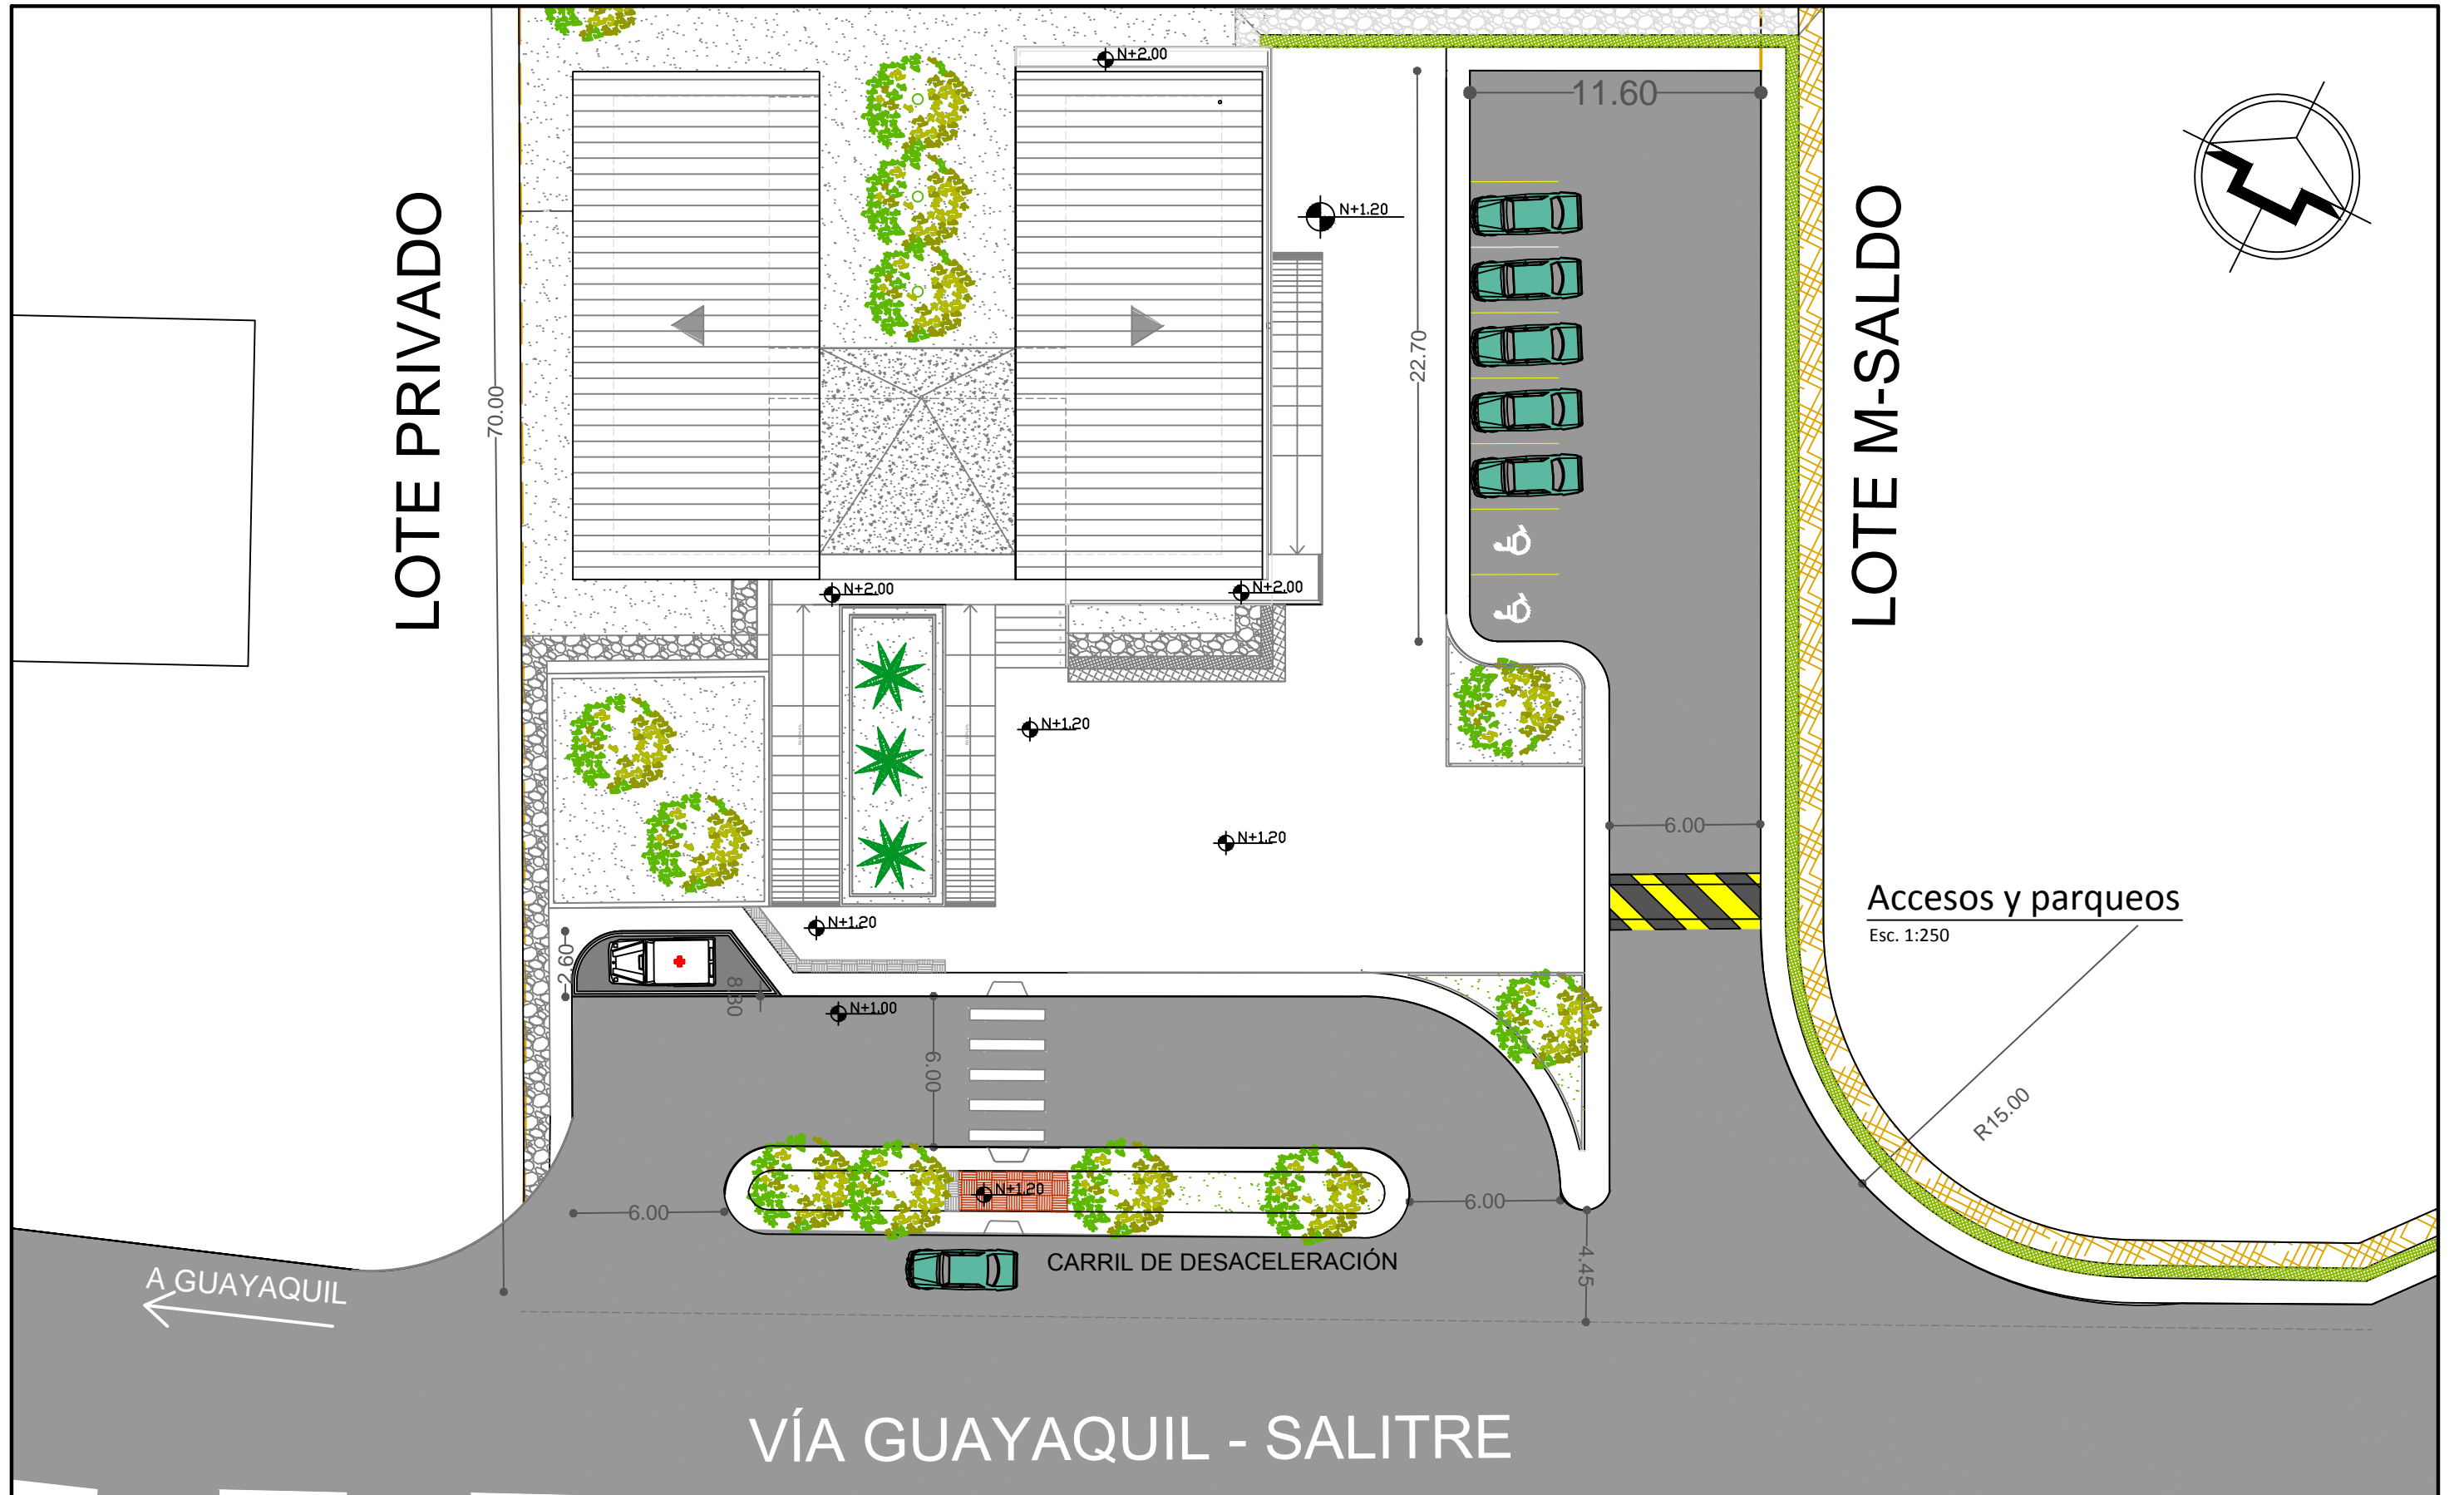 N+2.00
11.60
N+1.20
LOTE PRIVADO
LOTE M-SALDO
70.00
22.70
N+2.00
N+2.00
N+1.20
N+1.20
6.00
Accesos y parqueos
Esc. 1:250
N+1.20
2.60
8.30
N+1.00
6.00
R15.00
N+1.20
6.00
6.00
4.45
CARRIL DE DESACELERACIÓN
A GUAYAQUIL
VÍA GUAYAQUIL - SALITRE